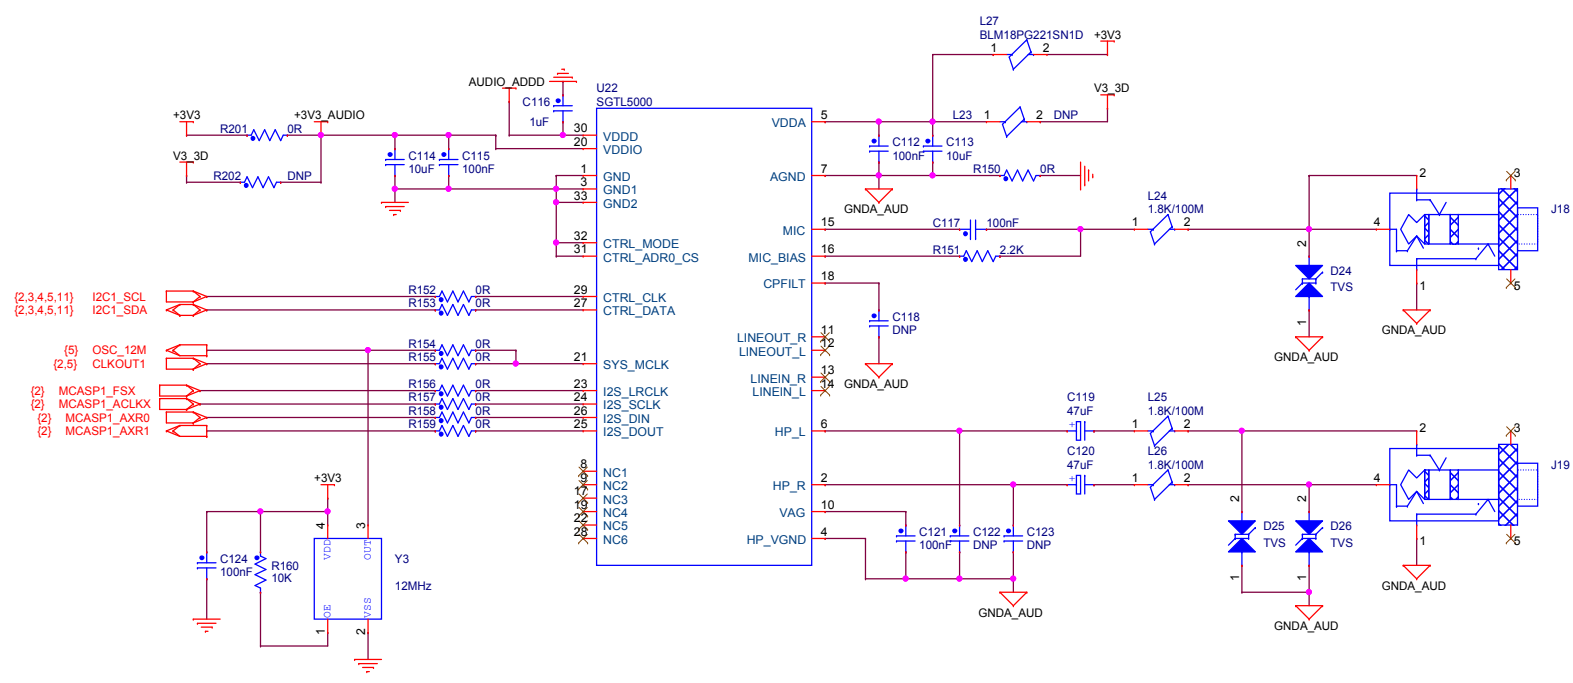 L27
BLM18PG221SN1D
1 2 +3V3
AUDIO_ADDD
U22
SGTL5000
C116
1uF
V3_3D
L23 1 2 DNP
+3V3
R201 0R
+3V3_AUDIO
V3_3D
R202 DNP
C114
10uF
C115
100nF
30 VDDD
20 VDDIO
1 GND
3 GND1
33 GND2
32 CTRL_MODE
31 CTRL_ADR0_CS
29 CTRL_CLK
27 CTRL_DATA
21 SYS_MCLK
23 I2S_LRCLK
24 I2S_SCLK
26 I2S_DIN
25 I2S_DOUT
8 NC1
9 NC2
17 NC3
19 NC4
22 NC5
28 NC6
VDDA 5
AGND 7
MIC 15
MIC_BIAS 16
CPFILT 18
LINEOUT_R 11
LINEOUT_L 12
LINEIN_R 13
LINEIN_L 14
HP_L 6
HP_R 2
VAG 10
HP_VGND 4
C112
100nF
C113
10uF
R150 0R
GNDA_AUD
C117 100nF
R151 2.2K
C118
DNP
GNDA_AUD
L24
1.8K/100M
1 2
2
D24
TVS
1
GNDA_AUD
2 3
4
J18
1 5
GNDA_AUD
{2,3,4,5,11} I2C1_SCL R152 0R
{2,3,4,5,11} I2C1_SDA R153 0R
{5} OSC_12M R154 0R
{2,5} CLKOUT1 R155 0R
{2} MCASP1_FSX R156 0R
{2} MCASP1_ACLKX R157 0R
{2} MCASP1_AXR0 R158 0R
{2} MCASP1_AXR1 R159 0R
C119
47uF
L25
1.8K/100M
1 2
C120
47uF
L26
1.8K/100M
1 2
C121
100nF
C122
DNP
C123
DNP
GNDA_AUD
2
D25
TVS
1
2
D26
TVS
1
GNDA_AUD
2 3
4
J19
1 5
GNDA_AUD
+3V3
4 3
VDD OUT
Y3
12MHz
OE VSS
1 2
C124
100nF
R160
10K